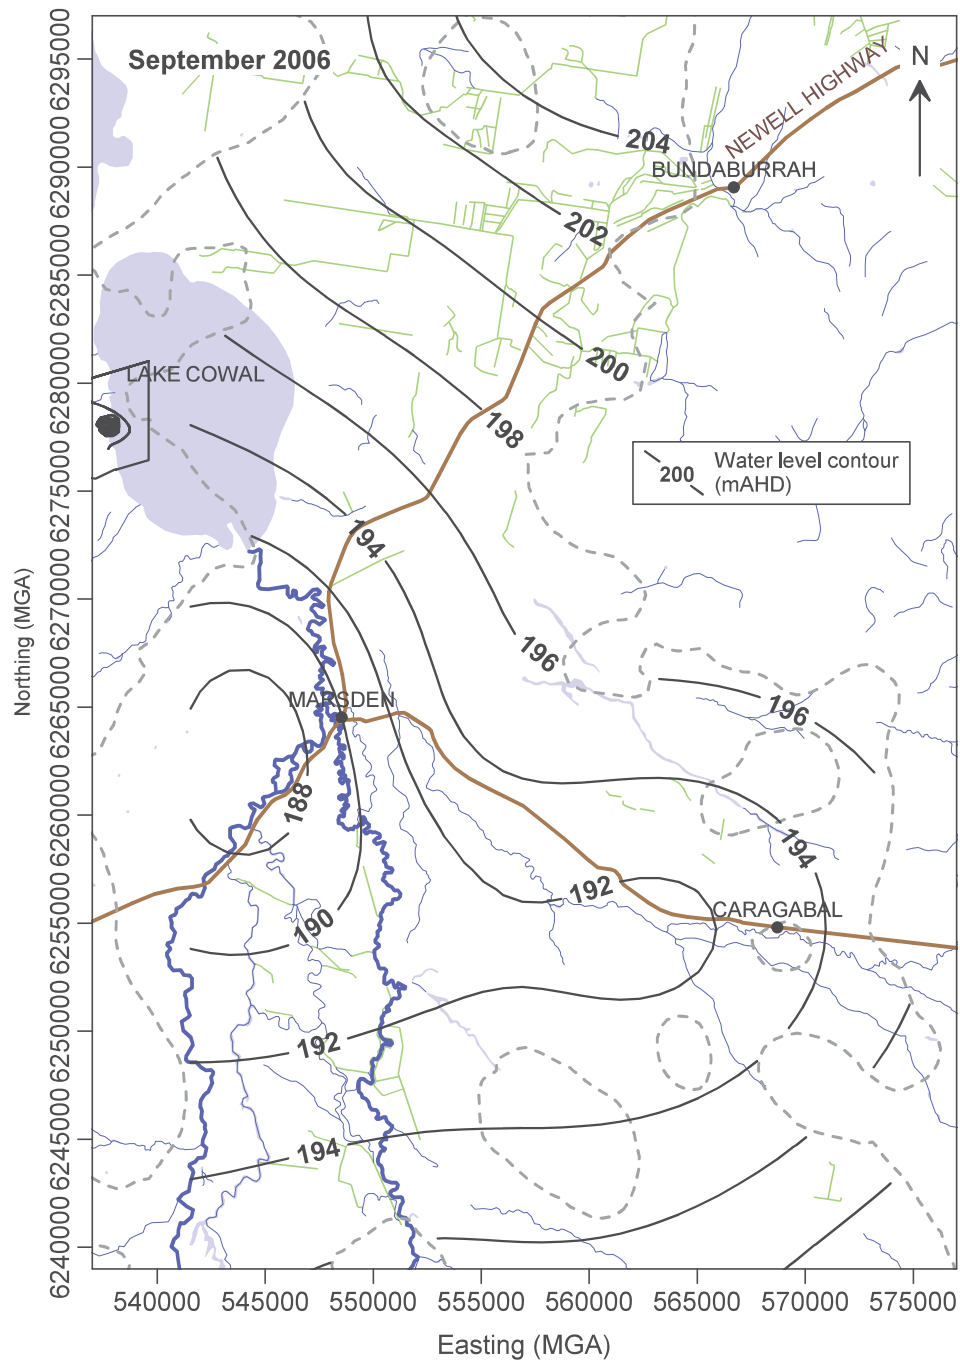 September 2006
N
NEWELL HIGHWAY
204
BUNDABURRAH
202
200
LAKE COWAL
198
200
Water level contour
(mAHD)
194
196
MARSDEN
196
188
194
192
CARAGABAL
190
192
194
6295000
6290000
6285000
6280000
6275000
6270000
6265000
6260000
6255000
6250000
6245000
6240000
Northing (MGA)
540000 545000 550000 555000 560000 565000 570000 575000
Easting (MGA)